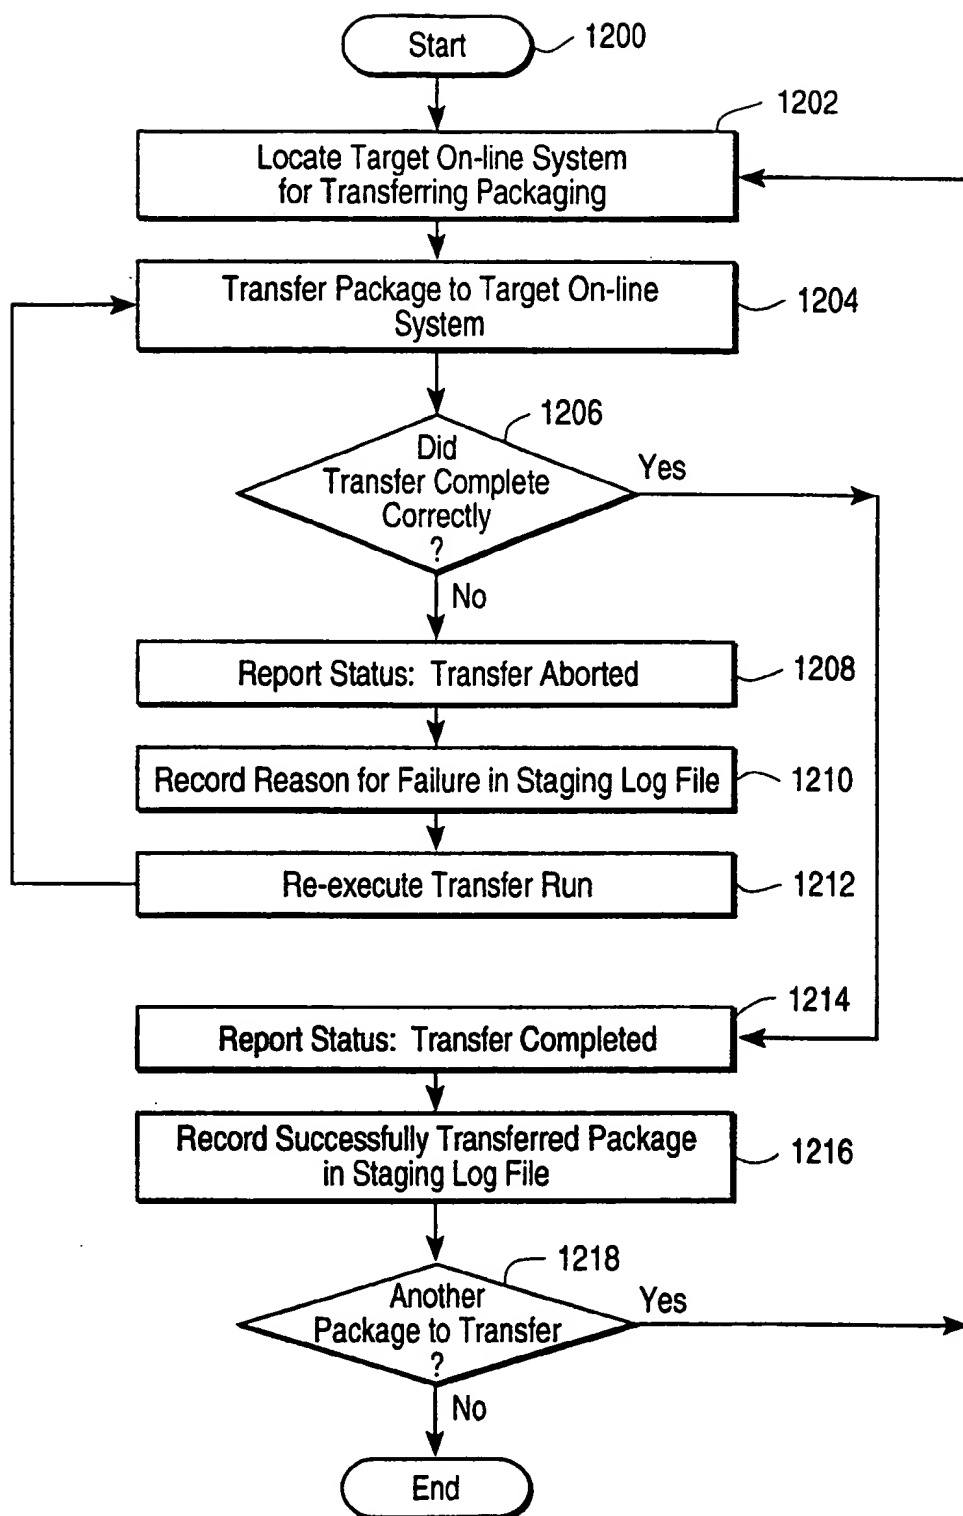 Start
1200
1202
Locate Target On-line System
for Transferring Packaging
Transfer Package to Target On-line
System
1204
1206
Did
Transfer Complete
Correctly
?
Yes
No
Report Status: Transfer Aborted
1208
Record Reason for Failure in Staging Log File
1210
Re-execute Transfer Run
1212
1214
Report Status: Transfer Completed
Record Successfully Transferred Package
in Staging Log File
1216
1218
Another
Package to Transfer
?
Yes
No
End